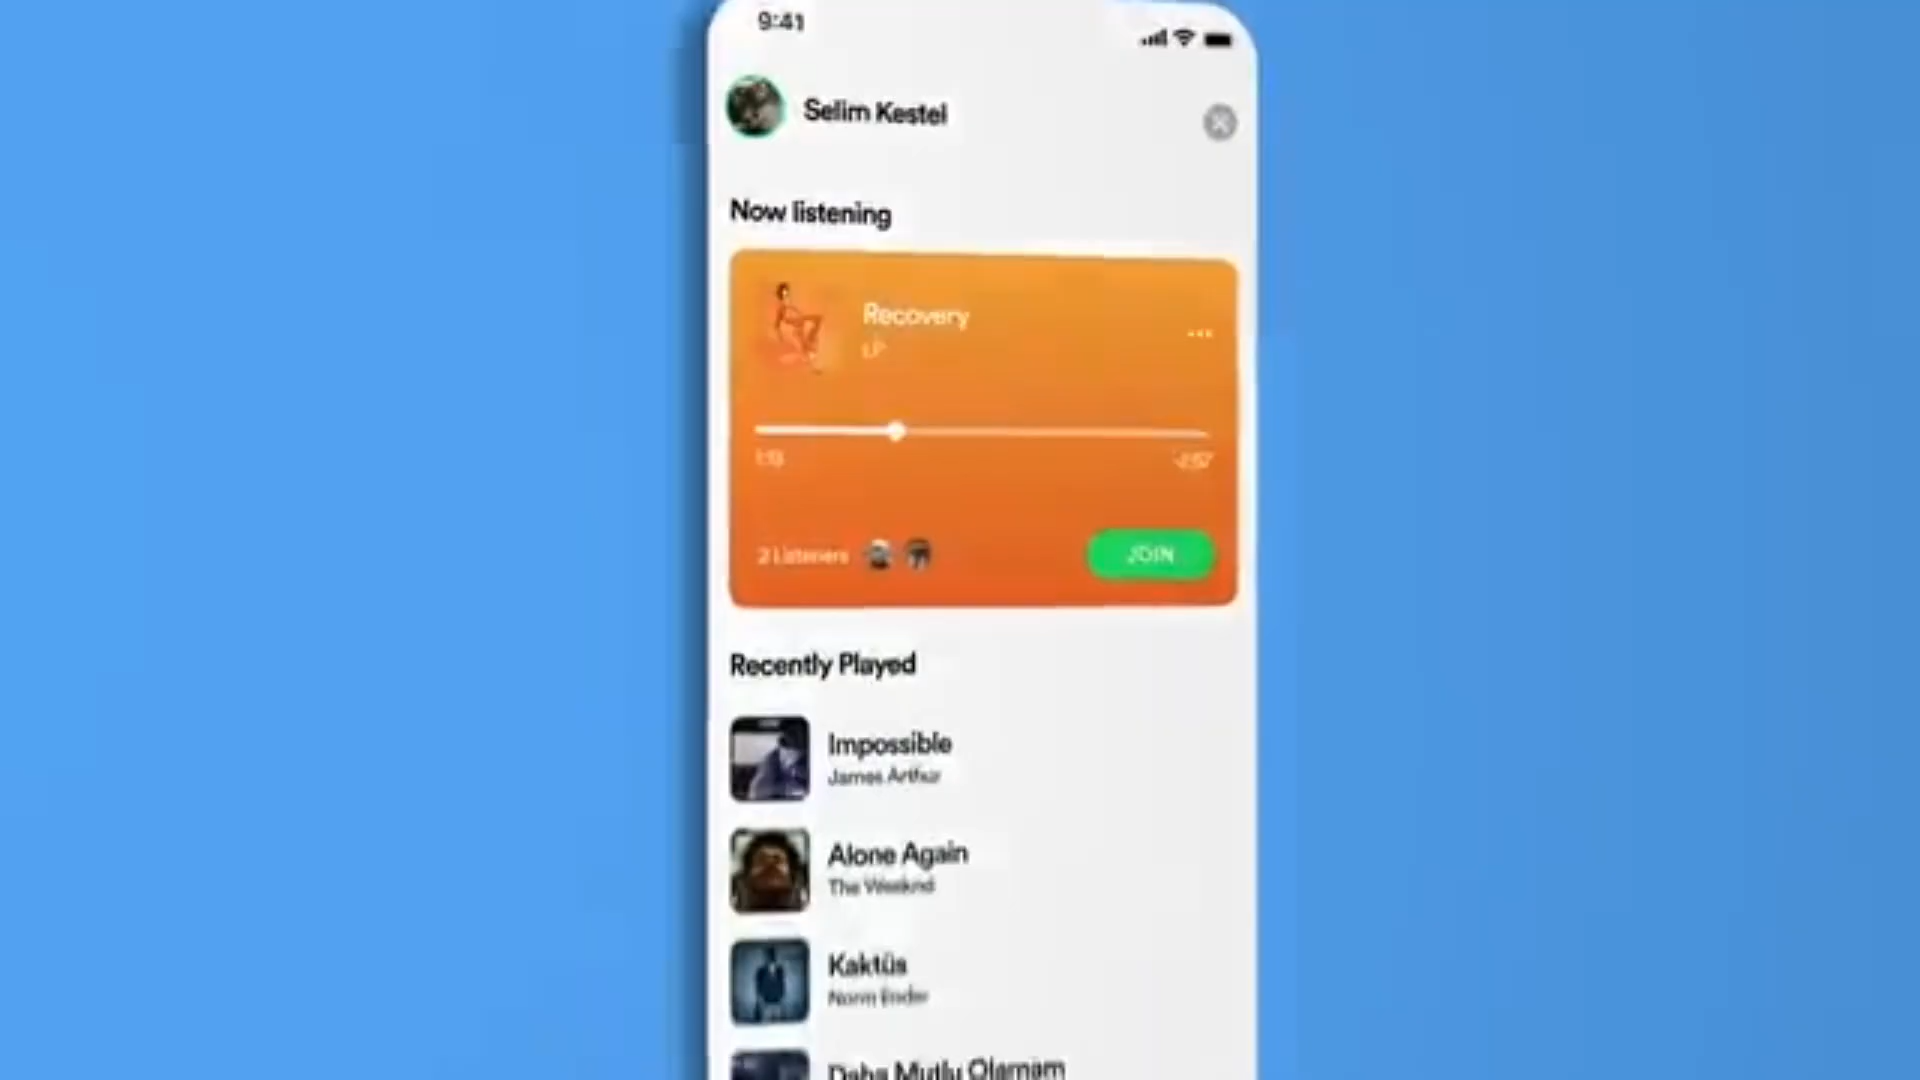 9:41
Selim Kestel
Now listening
Recovery
LP
1:13
2 Listeners
JOIN
Recently Played
Impossible
James Arthur
Alone Again
The Weeknd
Kaktüs
Norm Ender
Daha Mutlu Olamam